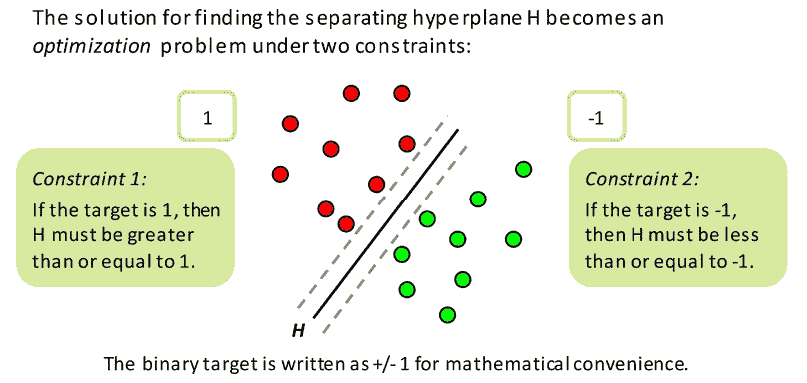 The solution for finding the separating hyperplane H becomes an
optimization problem under two constraints:
1
-1
Constraint 1:
If the target is 1, then
H must be greater
than or equal to 1.
Constraint 2:
If the target is -1,
then H must be less
than or equal to -1.
H
The binary target is written as +/- 1 for mathematical convenience.